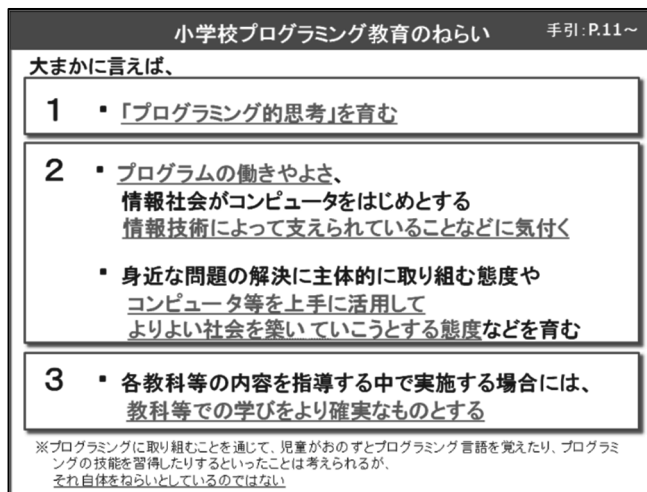 小学校プログラミング教育のねらい 手引:P.11～
大まかに言えば、
1 ▪ 「プログラミング的思考」を育む
2 ▪ プログラムの働きやよさ、
情報社会がコンピュータをはじめとする
情報技術によって支えられていることなどに気付く
▪ 身近な問題の解決に主体的に取り組む態度や
コンピュータ等を上手に活用して
よりよい社会を築いていこうとする態度などを育む
3 ▪ 各教科等の内容を指導する中で実施する場合には、
教科等での学びをより確実なものとする
※プログラミングに取り組むことを通じて、児童がおのずとプログラミング言語を覚えたり、プログラミ
ングの技能を習得したりするといったことは考えられるが、
それ自体をねらいとしているのではない